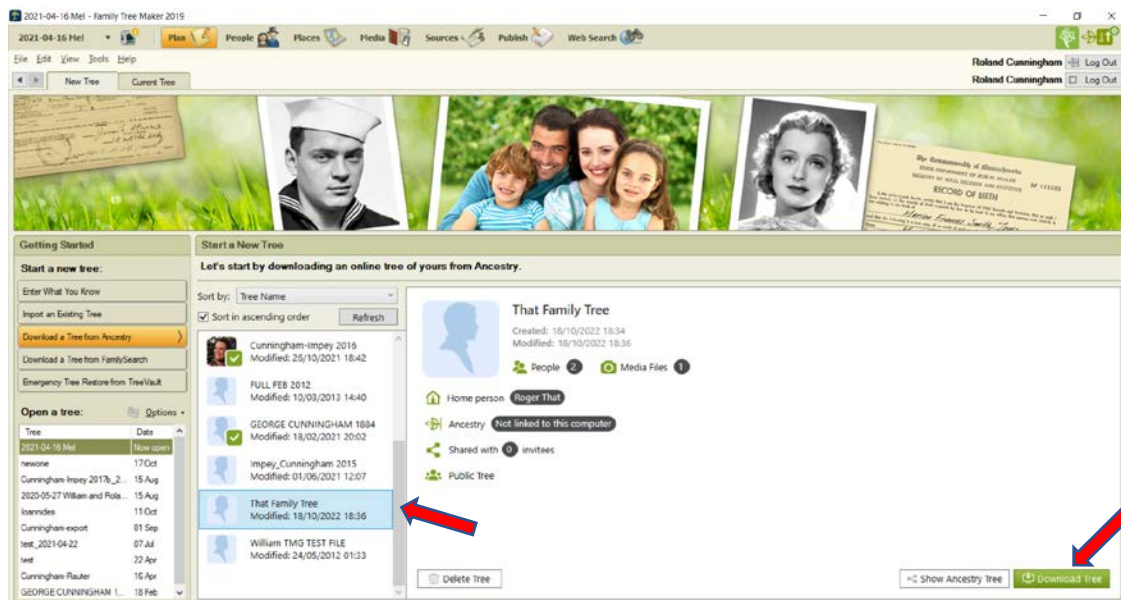 2021-04-16 Mel - Family Tree Maker 2019
2021-04-16 Mel Plan People Places Media Sources Publish Web Search
File Edit View Tools Help
Roland Cunningham Log Out
New Tree Current Tree
Roland Cunningham Log Out
The Commonwealth of Massachusetts
RECORD OF BIRTH
Getting Started
Start a new tree:
Enter What You Know
Import an Existing Tree
Download a Tree from Ancestry
Download a Tree from FamilySearch
Emergency Tree Restore from TreeVault
Open a tree: Options
Tree Date
2021-04-16 Mel Now open
newone 17 Oct
Cunningham-Impey 2017b_2... 15 Aug
2020-05-27 William and Rola... 15 Aug
Ioannides 11 Oct
Cunningham-export 01 Sep
test_2021-04-22 07 Jul
test 22 Apr
Cunningham-Rauter 16 Apr
GEORGE CUNNINGHAM 1... 18 Feb
Start a New Tree
Let's start by downloading an online tree of yours from Ancestry.
Sort by: Tree Name
Sort in ascending order Refresh
Cunningham-Impey 2016
Modified: 26/10/2021 18:42
FULL FEB 2012
Modified: 10/03/2013 14:40
GEORGE CUNNINGHAM 1884
Modified: 18/02/2021 20:02
Impey_Cunningham 2015
Modified: 01/06/2021 12:07
That Family Tree
Modified: 18/10/2022 18:36
William TMG TEST FILE
Modified: 24/05/2012 01:33
That Family Tree
Created: 18/10/2022 18:34
Modified: 18/10/2022 18:36
People 2 Media Files 1
Home person Roger That
Ancestry Not linked to this computer
Shared with 0 invitees
Public Tree
Delete Tree
Show Ancestry Tree
Download Tree